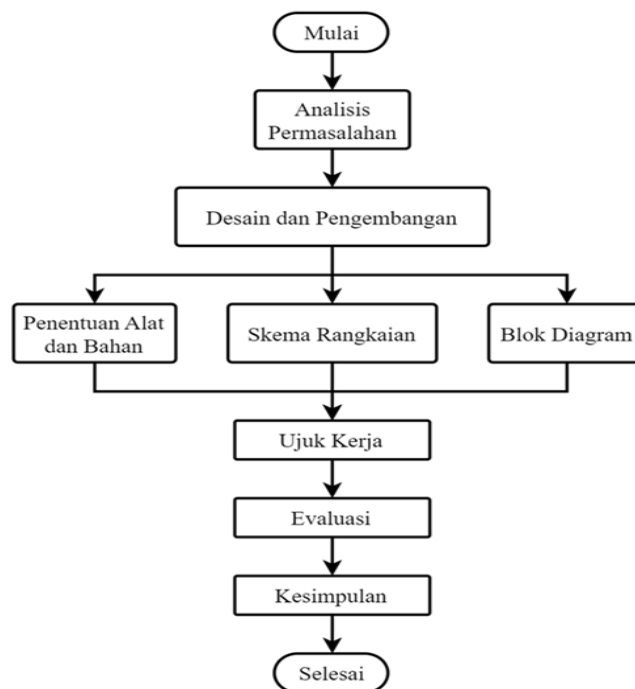 Mulai
Analisis
Permasalahan
Desain dan Pengembangan
Penentuan Alat
dan Bahan
Skema Rangkaian
Blok Diagram
Ujuk Kerja
Evaluasi
Kesimpulan
Selesai